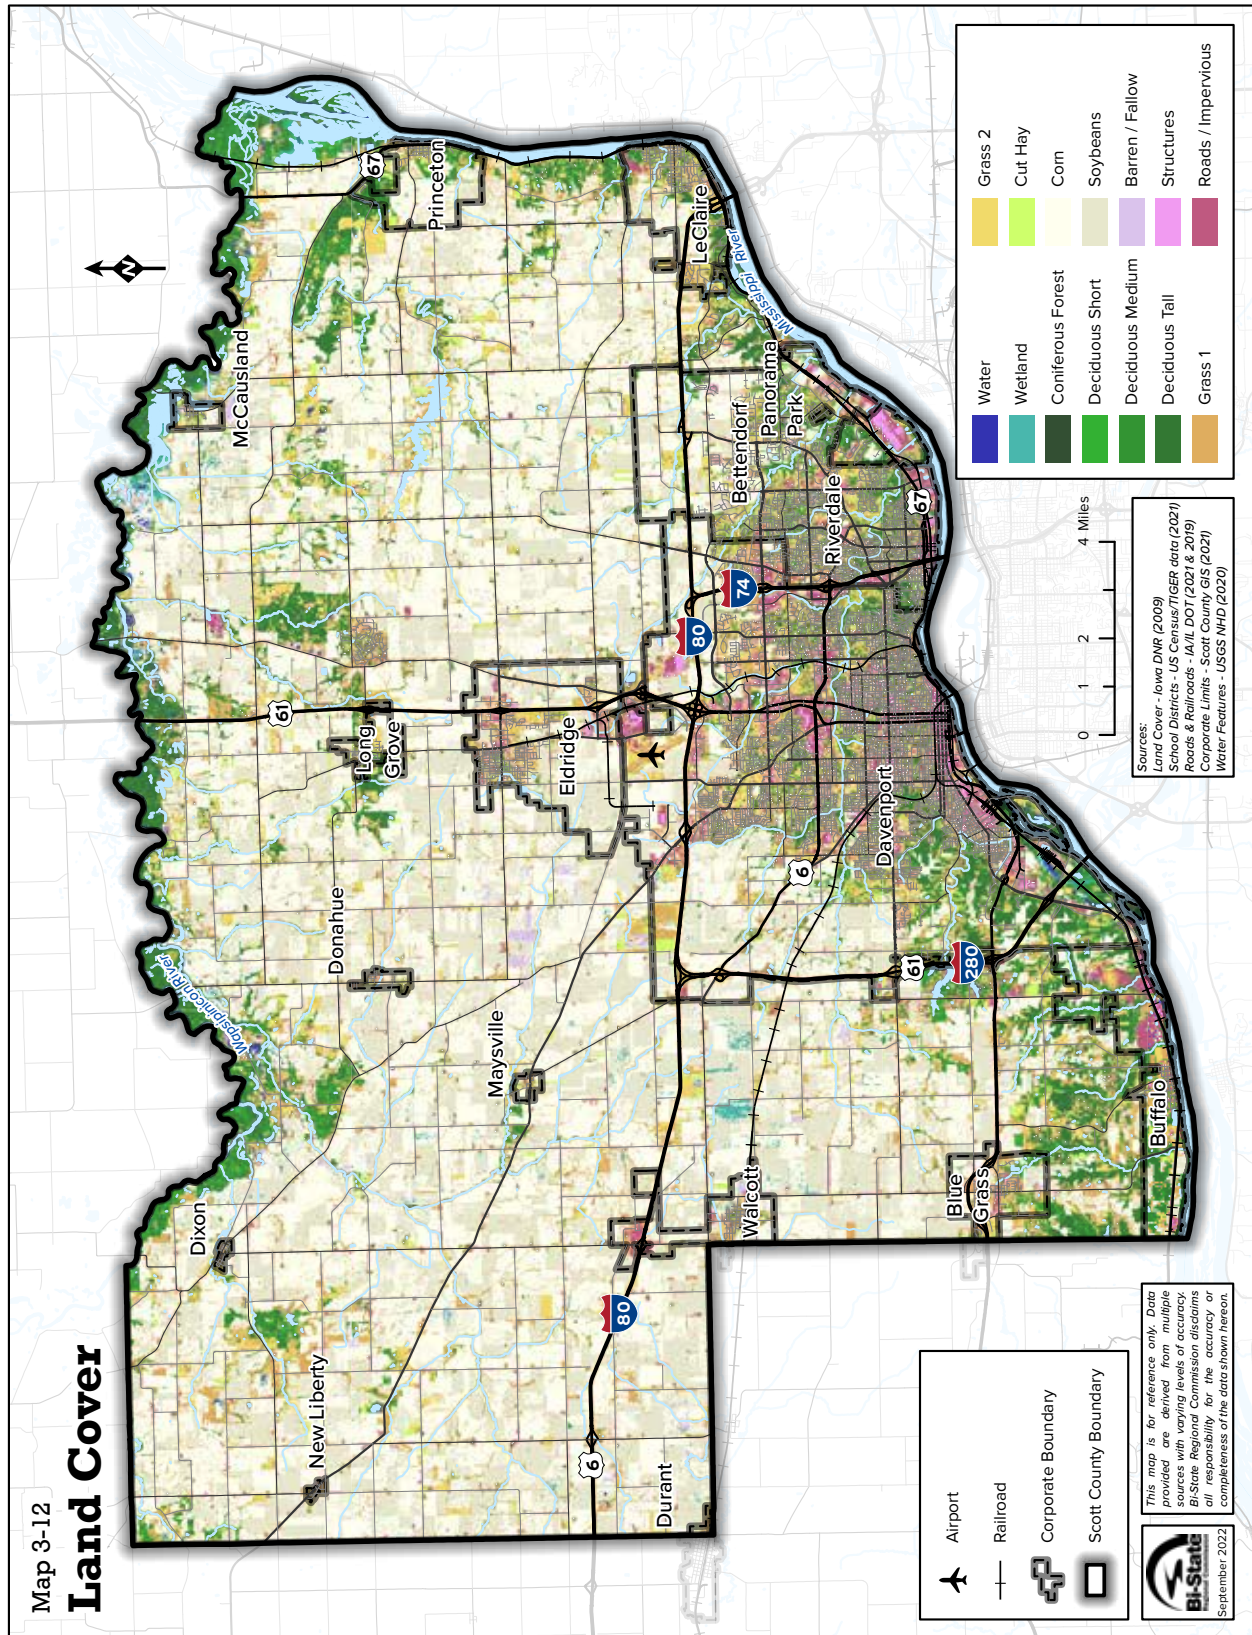 Map 3-12
Land Cover
N
Wapsipinicon River
Mississippi River
McCausland
Princeton
LeClaire
Dixon
Donahue
Long
Grove
New Liberty
Maysville
Eldridge
Bettendorf
Panorama
Park
Riverdale
Durant
Walcott
Davenport
Blue
Grass
Buffalo
67
61
80
74
80
6
6
67
61
280
Airport
Railroad
Corporate Boundary
Scott County Boundary
Bi-State
Regional Commission
September 2022
This map is for reference only. Data
provided are derived from multiple
sources with varying levels of accuracy.
Bi-State Regional Commission disclaims
all responsibility for the accuracy or
completeness of the data shown hereon.
Sources:
Land Cover - Iowa DNR (2009)
School Districts - US Census/TIGER data (2021)
Roads & Railroads - IA/IL DOT (2021 & 2019)
Corporate Limits - Scott County GIS (2021)
Water Features - USGS NHD (2020)
0 1 2 4 Miles
Water
Wetland
Coniferous Forest
Deciduous Short
Deciduous Medium
Deciduous Tall
Grass 1
Grass 2
Cut Hay
Corn
Soybeans
Barren / Fallow
Structures
Roads / Impervious